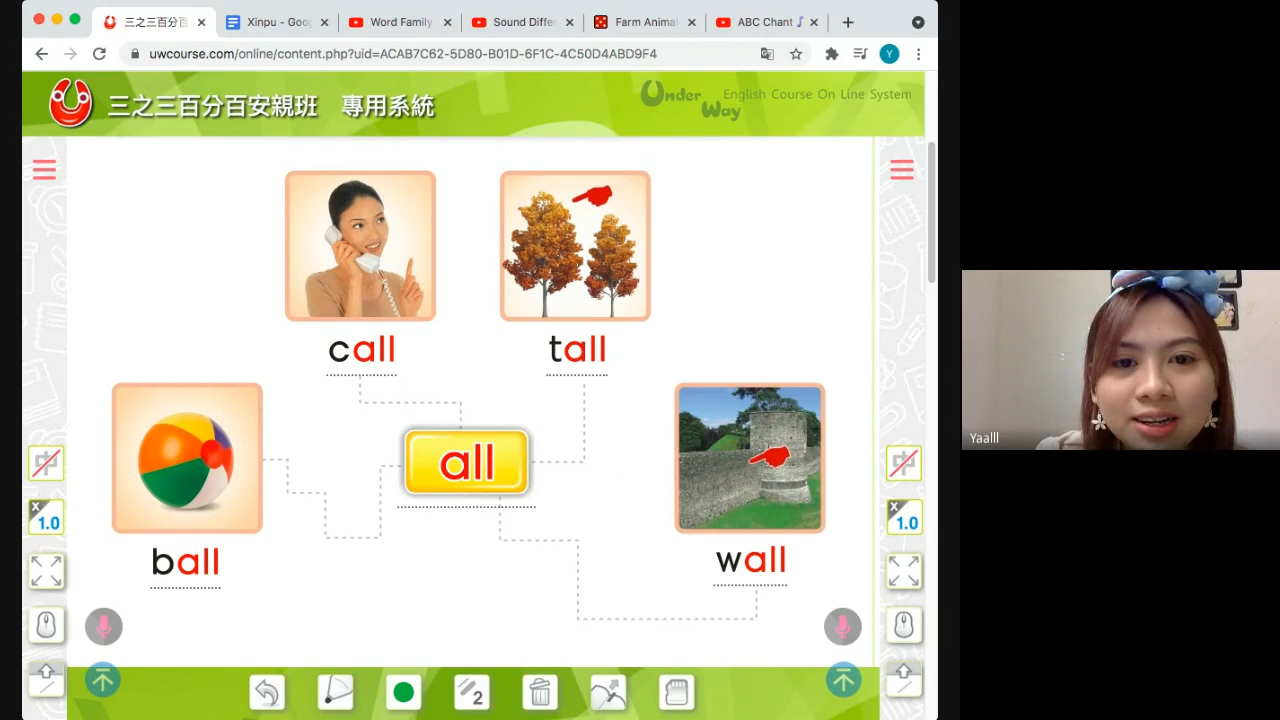 三之三百分百
Xinpu - Goog
Word Family
Sound Differ
Farm Animal
ABC Chant
uwcourse.com/online/content.php?uid=ACAB7C62-5D80-B01D-6F1C-4C50D4ABD9F4
Y
三之三百分百安親班 專用系統
Under Way English Course On Line System
call
tall
all
ball
wall
x 1.0
x 1.0
2
Yaalll